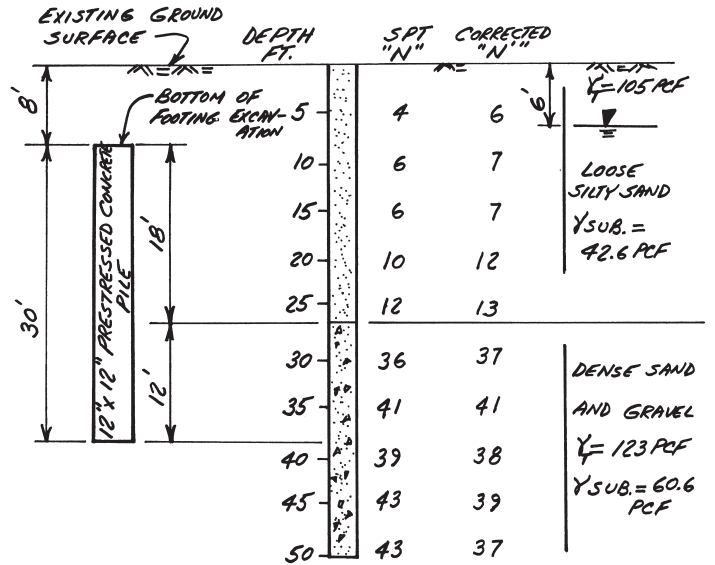 EXISTING GROUND
SURFACE
DEPTH
FT.
SPT
"N"
CORRECTED
"N'"
8'
BOTTOM OF
FOOTING EXCAV-
ATION
6'
γT = 105 PCF
5 4 6
10 6 7
15 6 7
20 10 12
25 12 13
LOOSE
SILTY SAND
γSUB. =
42.6 PCF
30'
12" X 12" PRESTRESSED CONCRETE
PILE
18'
12'
30 36 37
35 41 41
40 39 38
45 43 39
50 43 37
DENSE SAND
AND GRAVEL
γT = 123 PCF
γSUB. = 60.6
PCF